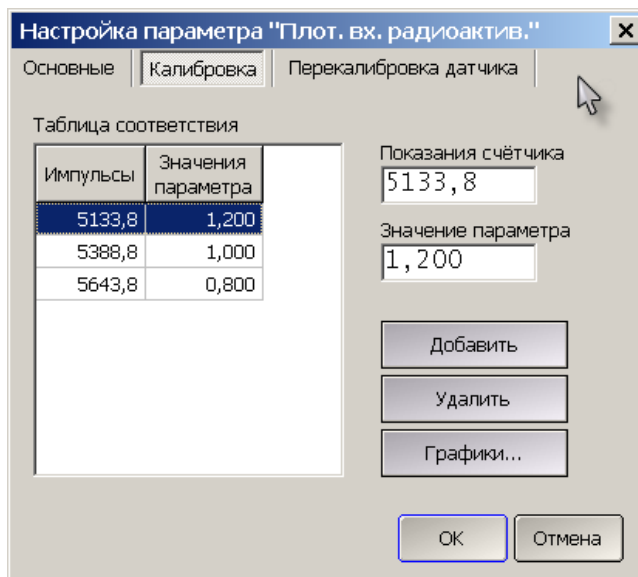 Настройка параметра "Плот. вх. радиоактив."
Основные Калибровка Перекалибровка датчика
Таблица соответствия
Импульсы Значения параметра
5133,8 1,200
5388,8 1,000
5643,8 0,800
Показания счётчика
5133,8
Значение параметра
1,200
Добавить
Удалить
Графики...
OK Отмена